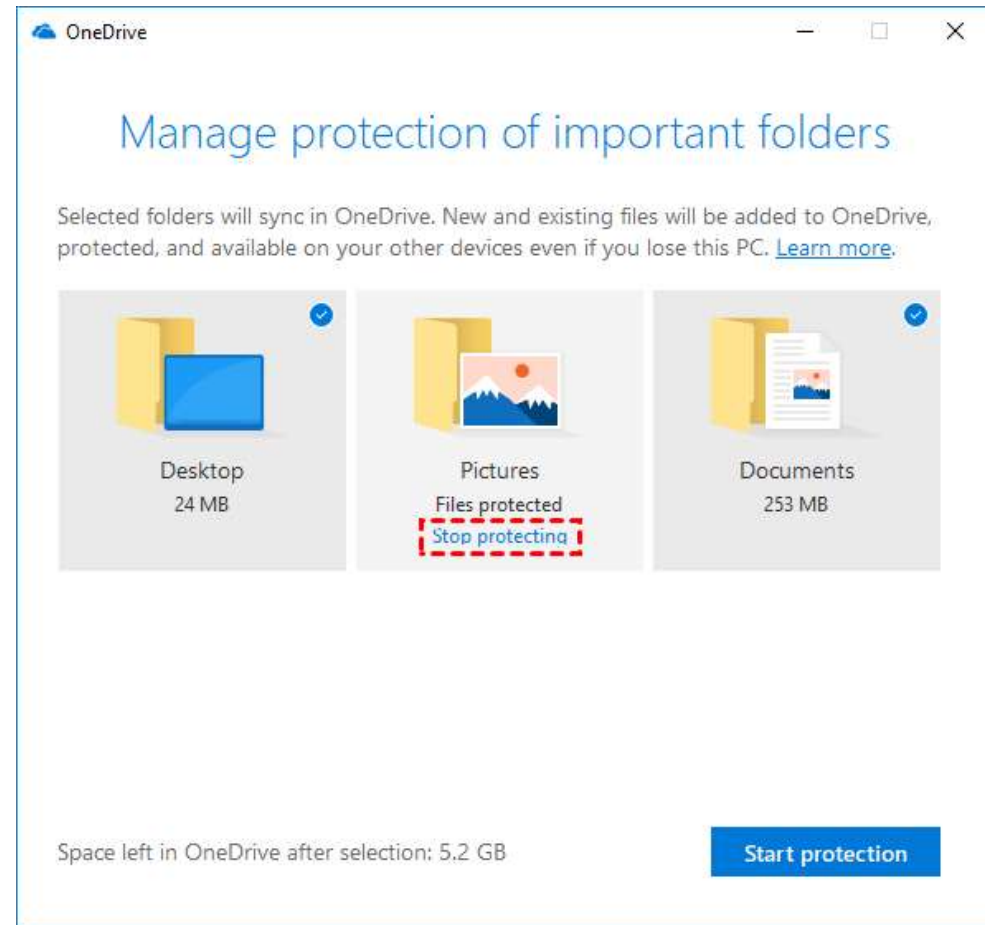 OneDrive
Manage protection of important folders
Selected folders will sync in OneDrive. New and existing files will be added to OneDrive,
protected, and available on your other devices even if you lose this PC. Learn more.
Desktop
24 MB
Pictures
Files protected
Stop protecting
Documents
253 MB
Space left in OneDrive after selection: 5.2 GB
Start protection